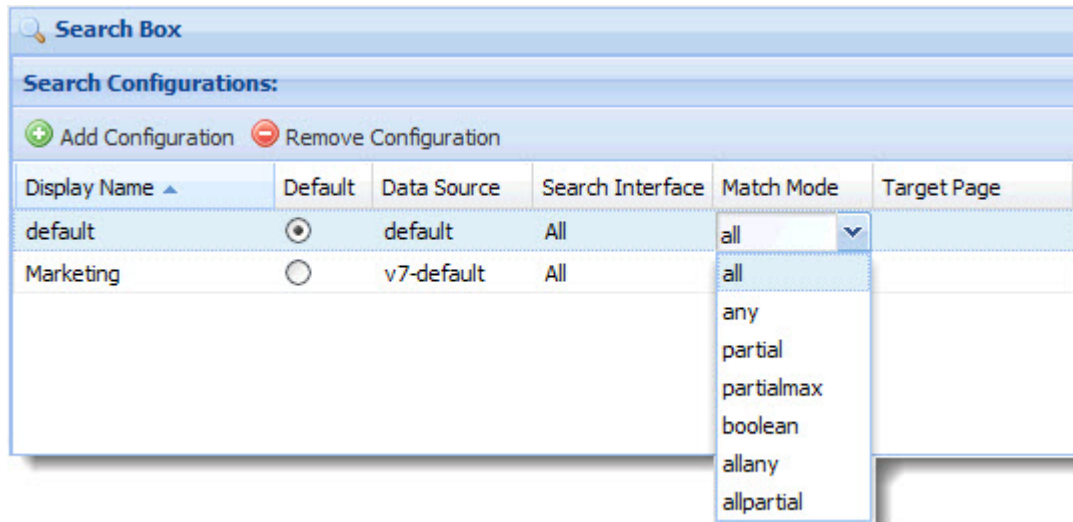 Search Box
Search Configurations:
Add Configuration Remove Configuration
Display Name Default Data Source Search Interface Match Mode Target Page
default default All all
Marketing v7-default All all
any
partial
partialmax
boolean
allany
allpartial